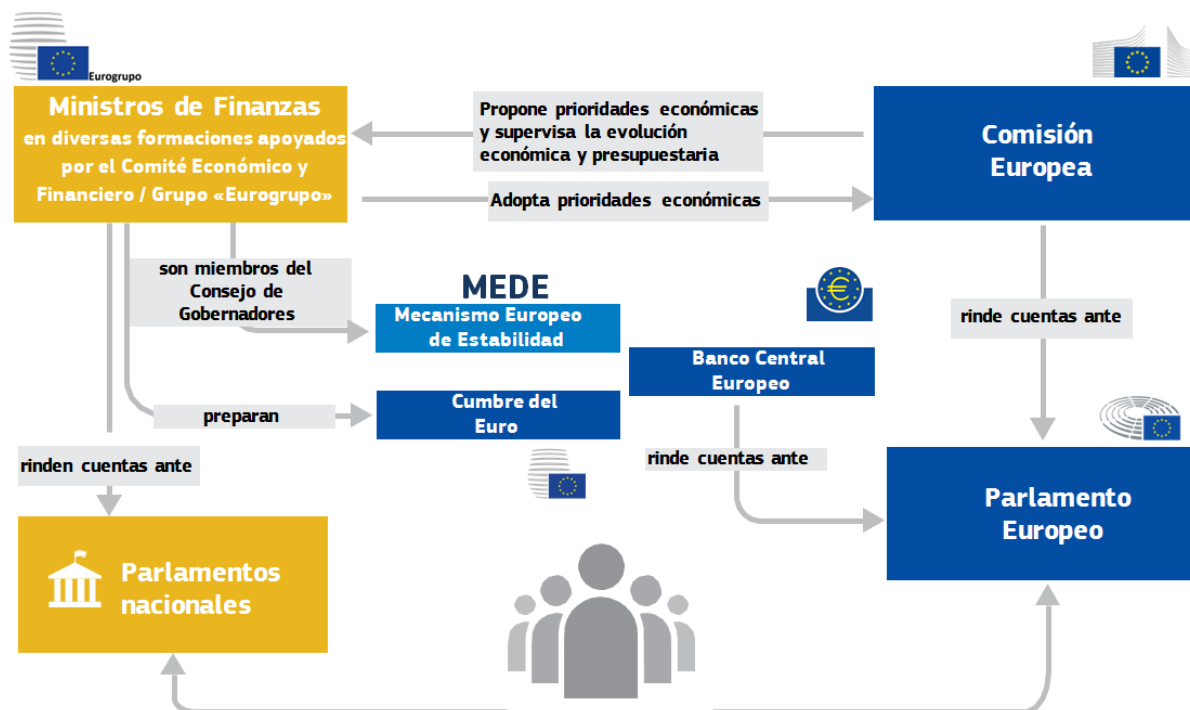 Eurogrupo
Ministros de Finanzas
en diversas formaciones apoyados
por el Comité Económico y
Financiero / Grupo «Eurogrupo»
Propone prioridades económicas
y supervisa la evolución
económica y presupuestaria
Adopta prioridades económicas
Comisión
Europea
son miembros del
Consejo de
Gobernadores
MEDE
Mecanismo Europeo
de Estabilidad
€
Banco Central
Europeo
rinde cuentas ante
preparan
Cumbre del
Euro
rinden cuentas ante
rinde cuentas ante
Parlamento
Europeo
Parlamentos
nacionales